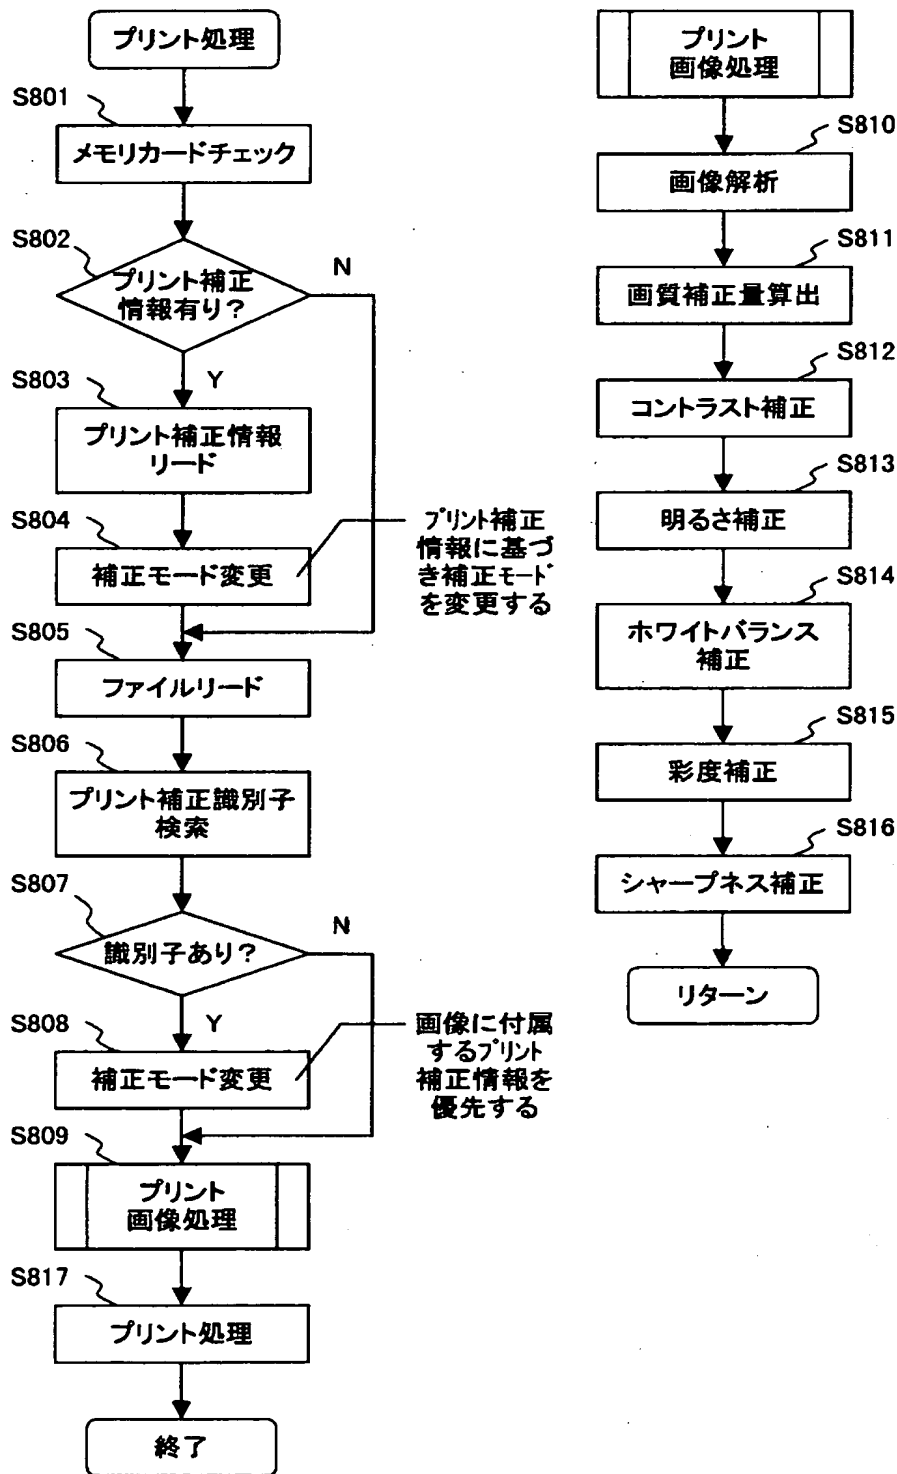 プリント処理
S801
メモリカードチェック
S802
プリント補正
情報有り？
N
Y
S803
プリント補正情報
リード
S804
補正モード変更
プリント補正
情報に基づ
き補正モード
を変更する
S805
ファイルリード
S806
プリント補正識別子
検索
S807
識別子あり？
N
Y
S808
補正モード変更
画像に付属
するプリント
補正情報を
優先する
S809
プリント
画像処理
S817
プリント処理
終了
プリント
画像処理
S810
画像解析
S811
画質補正量算出
S812
コントラスト補正
S813
明るさ補正
S814
ホワイトバランス
補正
S815
彩度補正
S816
シャープネス補正
リターン